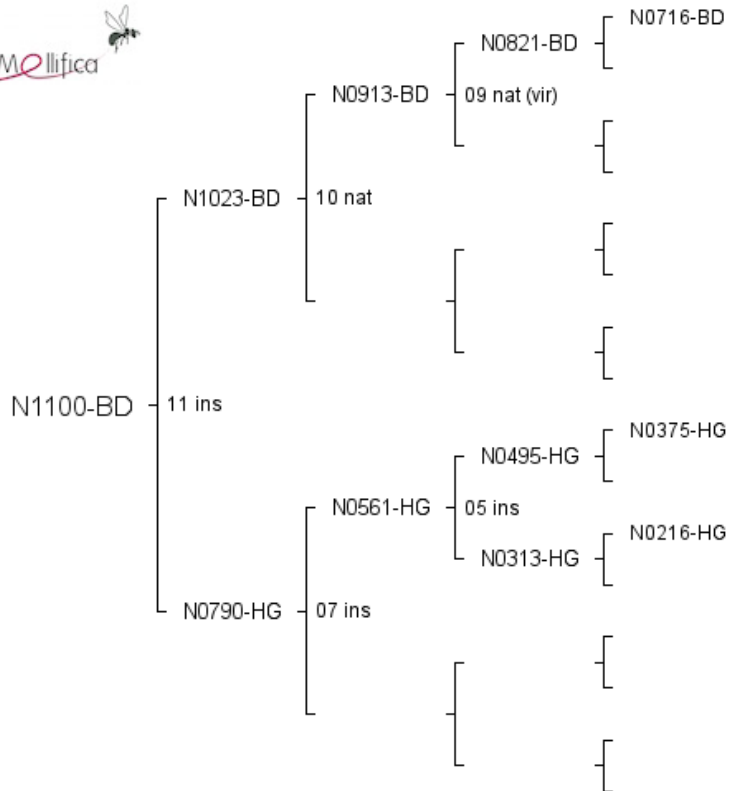 Mellifica
N0716-BD
N0821-BD
N0913-BD
09 nat (vir)
N1023-BD
10 nat
N1100-BD
11 ins
N0375-HG
N0495-HG
N0561-HG
05 ins
N0216-HG
N0313-HG
N0790-HG
07 ins